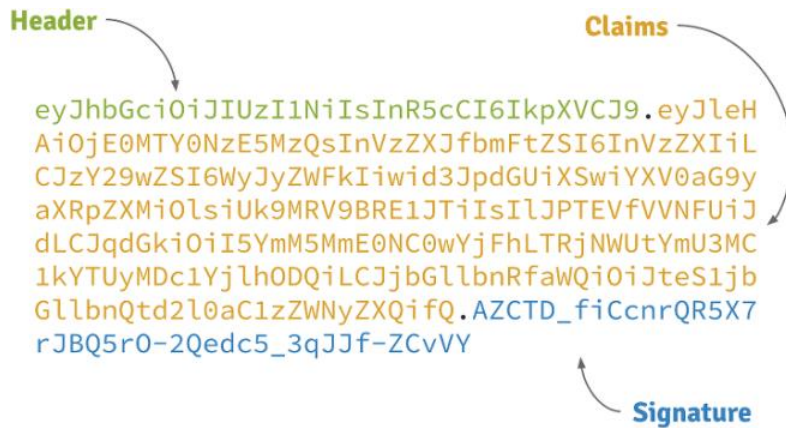 Header
Claims
eyJhbGciOiJIUzI1NiIsInR5cCI6IkpXVCJ9.eyJleH
AiOjE0MTY0NzE5MzQsInVzZXJfbmFtZSI6InVzZXIiL
CJzY29wZSI6WyJyZWFkIiwid3JpdGUiXSwiYXV0aG9y
aXRpZXMiOlsiUk9MRV9BRE1JTiIsIlJPTEVfVVNFUiJ
dLCJqdGkiOiI5YmM5MmE0NC0wYjFhLTRjNWUtYmU3MC
1kYTUyMDc1YjlhODQiLCJjbGllbnRfaWQiOiJteS1jb
GllbnQtd2l0aC1zZWNyZXQifQ.AZCTD_fiCcnrQR5X7
rJBQ5rO-2Qedc5_3qJJf-ZCvVY
Signature